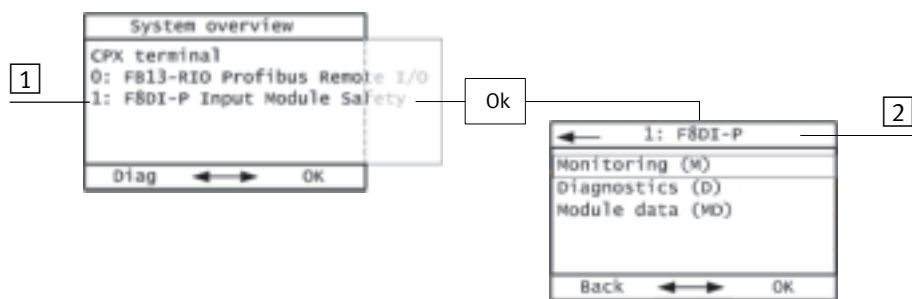 System overview
CPX terminal
0: FB13-RIO Profibus Remote I/O
1: F8DI-P Input Module Safety
Diag OK
1
Ok
1: F8DI-P
Monitoring (M)
Diagnostics (D)
Module data (MD)
Back OK
2